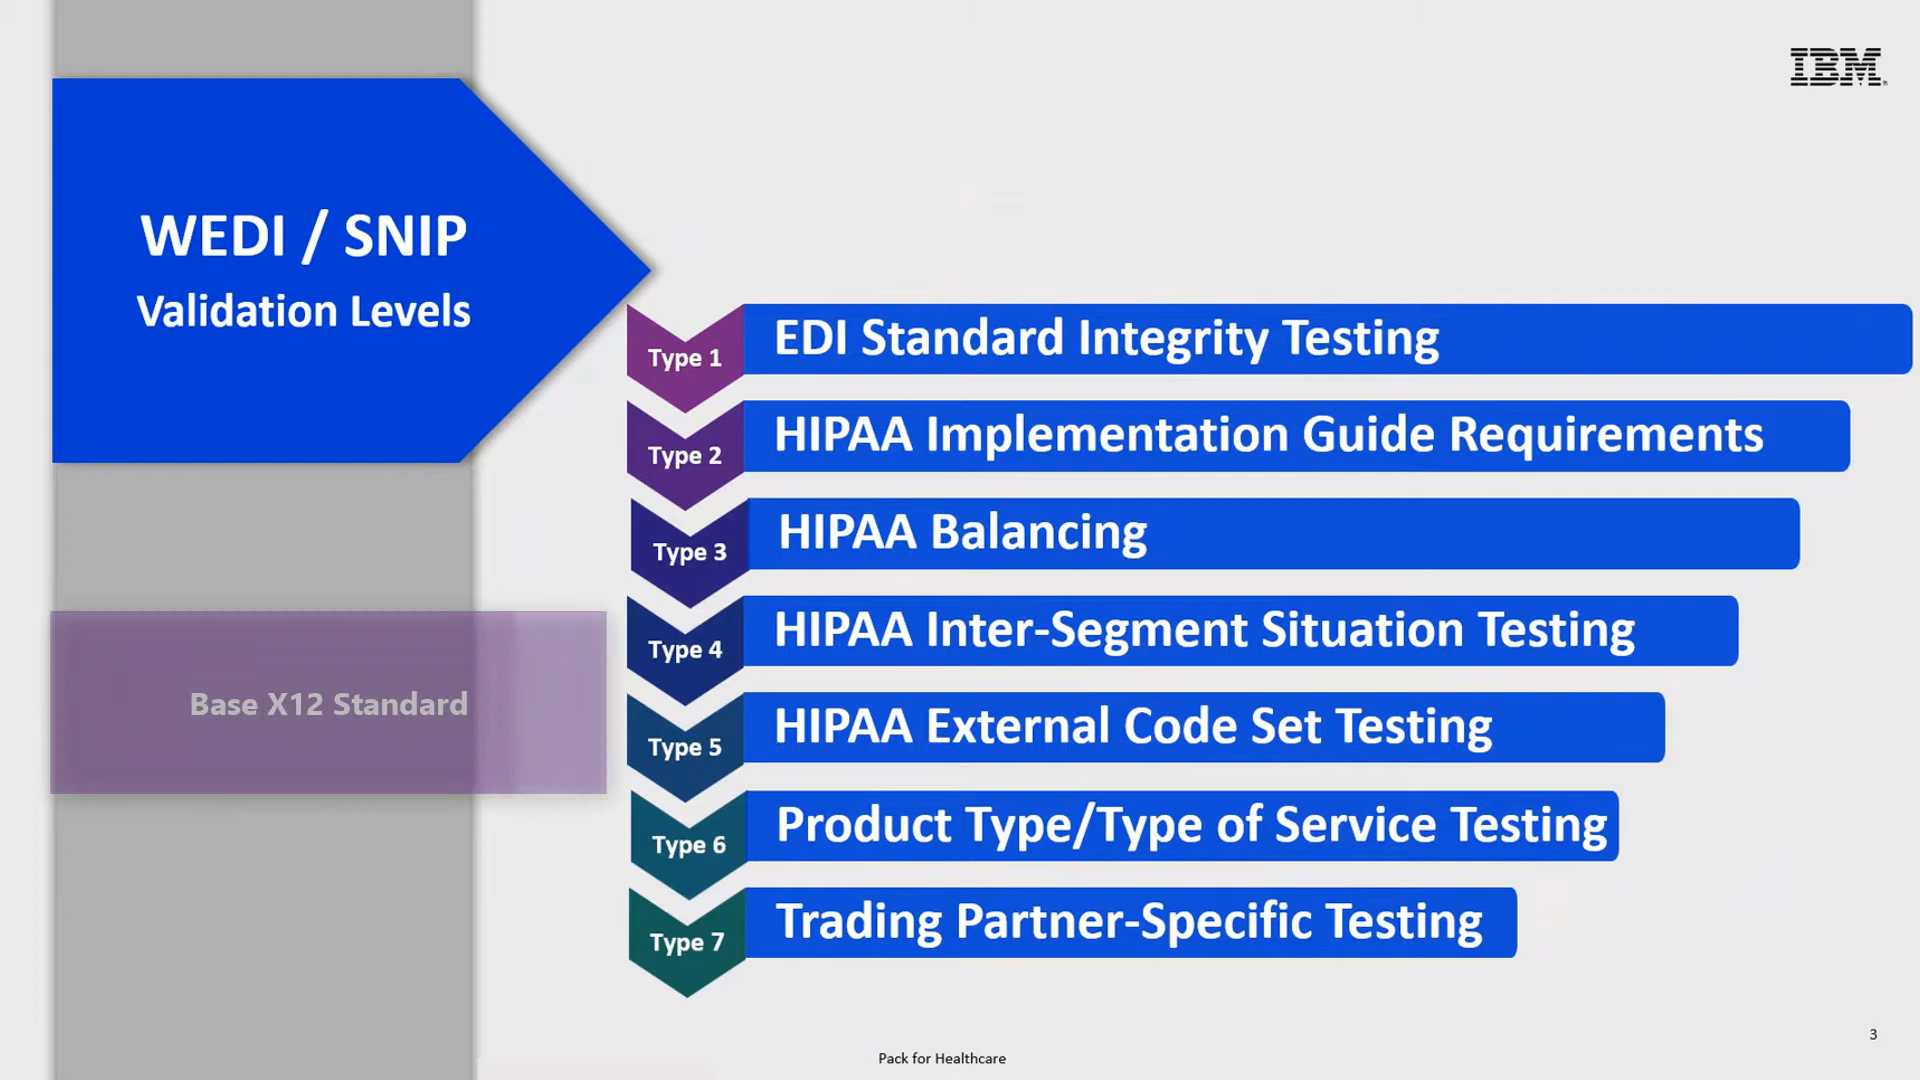 IBM
WEDI / SNIP
Validation Levels
Type 1
EDI Standard Integrity Testing
Type 2
HIPAA Implementation Guide Requirements
Type 3
HIPAA Balancing
Type 4
HIPAA Inter-Segment Situation Testing
Base X12 Standard
Type 5
HIPAA External Code Set Testing
Type 6
Product Type/Type of Service Testing
Type 7
Trading Partner-Specific Testing
3
Pack for Healthcare